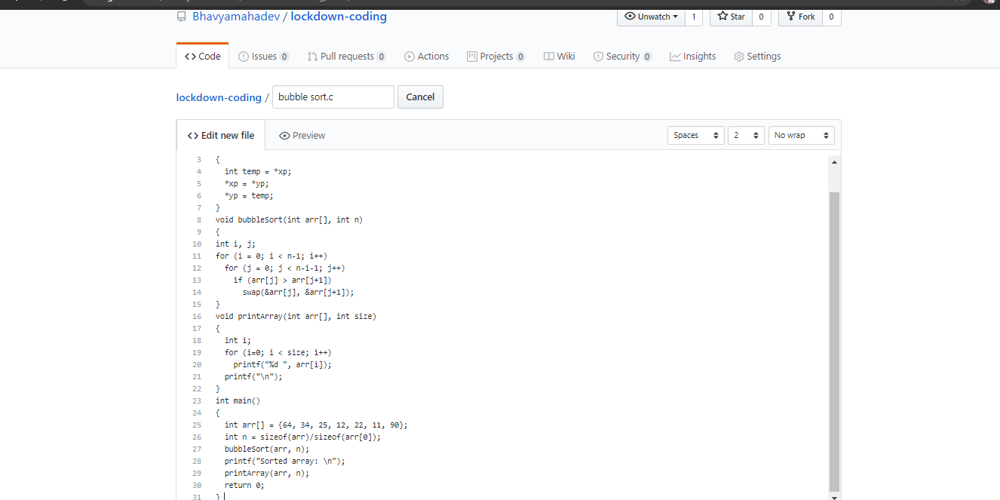 Bhavyamahadev / lockdown-coding
Unwatch 1 Star 0 Fork 0
<> Code Issues 0 Pull requests 0 Actions Projects 0 Wiki Security 0 Insights Settings
lockdown-coding / bubble sort.c Cancel
<> Edit new file Preview Spaces 2 No wrap
3 {
4   int temp = *xp;
5   *xp = *yp;
6   *yp = temp;
7 }
8 void bubbleSort(int arr[], int n)
9 {
10 int i, j;
11 for (i = 0; i < n-1; i++)
12   for (j = 0; j < n-i-1; j++)
13     if (arr[j] > arr[j+1])
14       swap(&arr[j], &arr[j+1]);
15 }
16 void printArray(int arr[], int size)
17 {
18   int i;
19   for (i=0; i < size; i++)
20     printf("%d ", arr[i]);
21   printf("\n");
22 }
23 int main()
24 {
25   int arr[] = {64, 34, 25, 12, 22, 11, 90};
26   int n = sizeof(arr)/sizeof(arr[0]);
27   bubbleSort(arr, n);
28   printf("Sorted array: \n");
29   printArray(arr, n);
30   return 0;
31 }